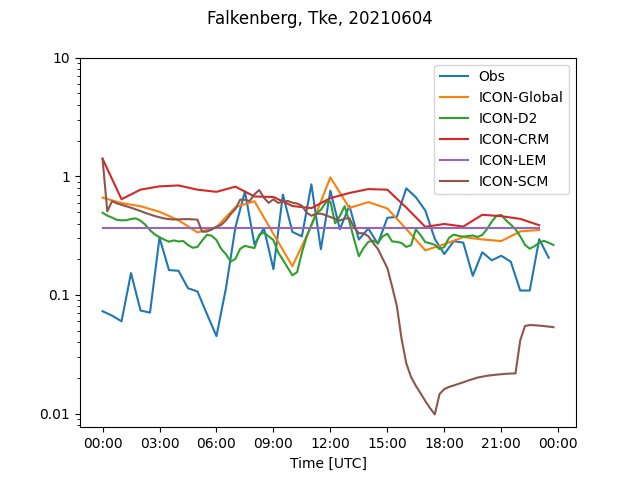 Falkenberg, Tke, 20210604
10
1
0.1
0.01
Obs
ICON-Global
ICON-D2
ICON-CRM
ICON-LEM
ICON-SCM
00:00 03:00 06:00 09:00 12:00 15:00 18:00 21:00 00:00
Time [UTC]